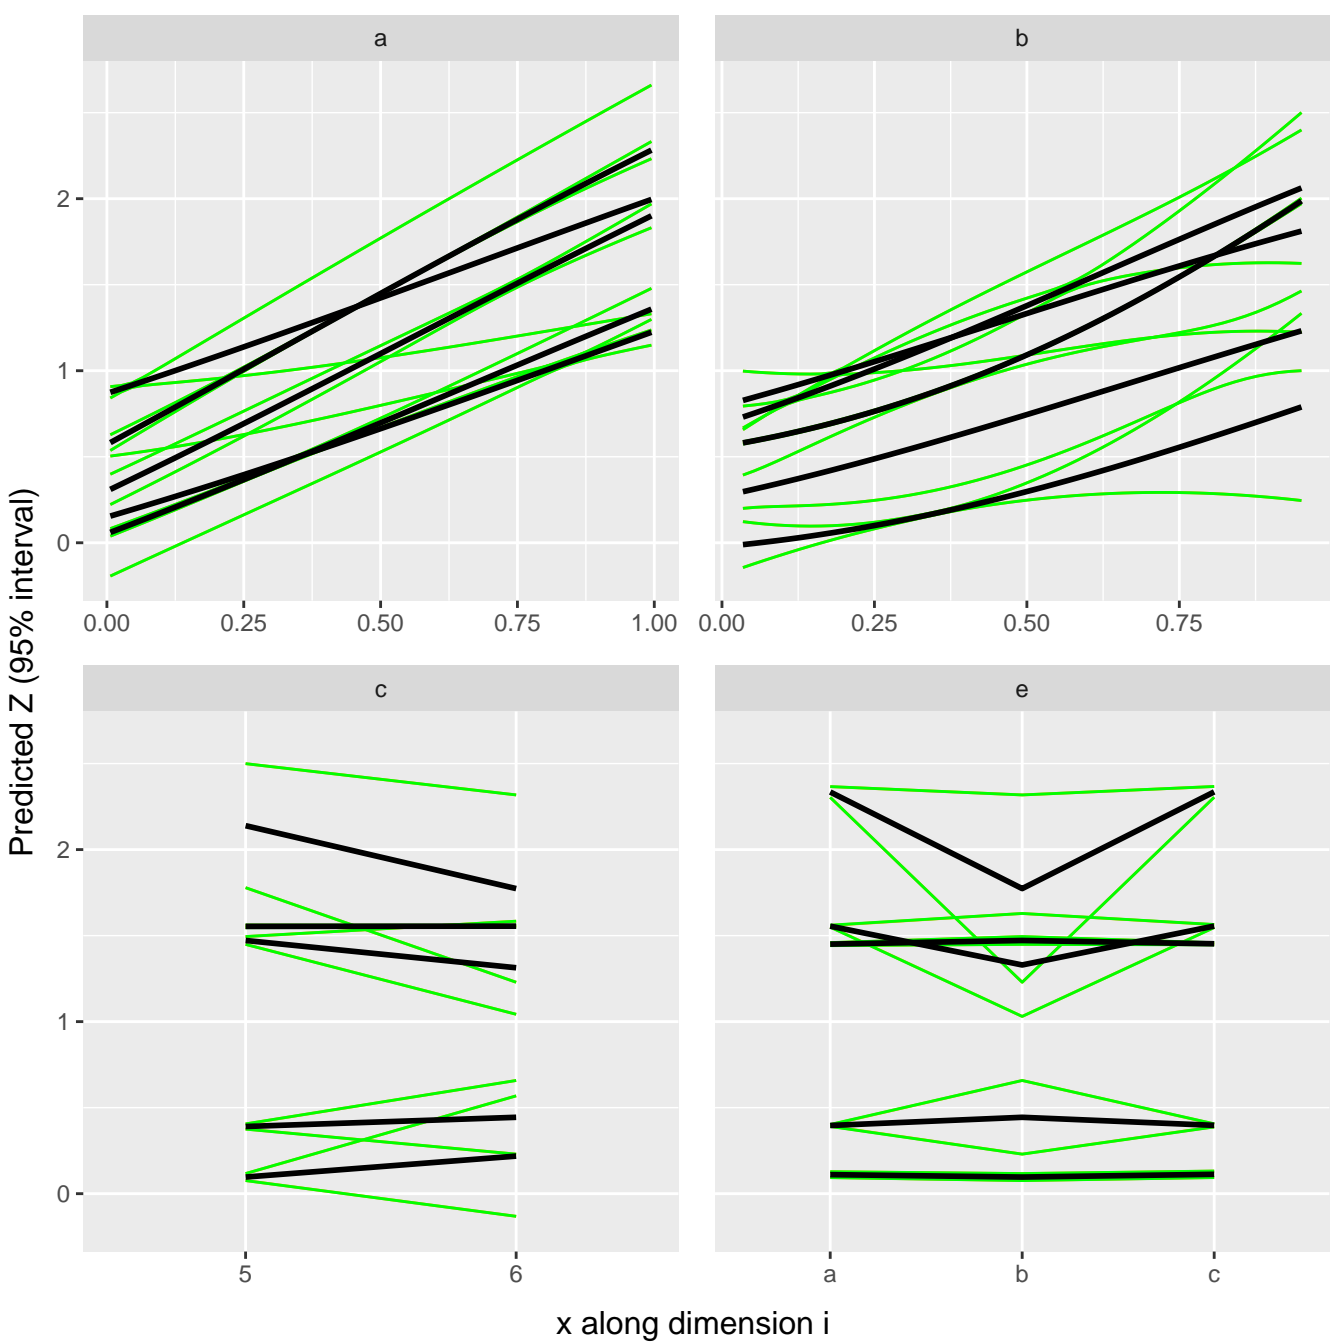 a
b
2
1
0
0.00 0.25 0.50 0.75 1.00
0.00 0.25 0.50 0.75
Predicted Z (95% interval)
c
e
2
1
0
5 6
a b c
x along dimension i